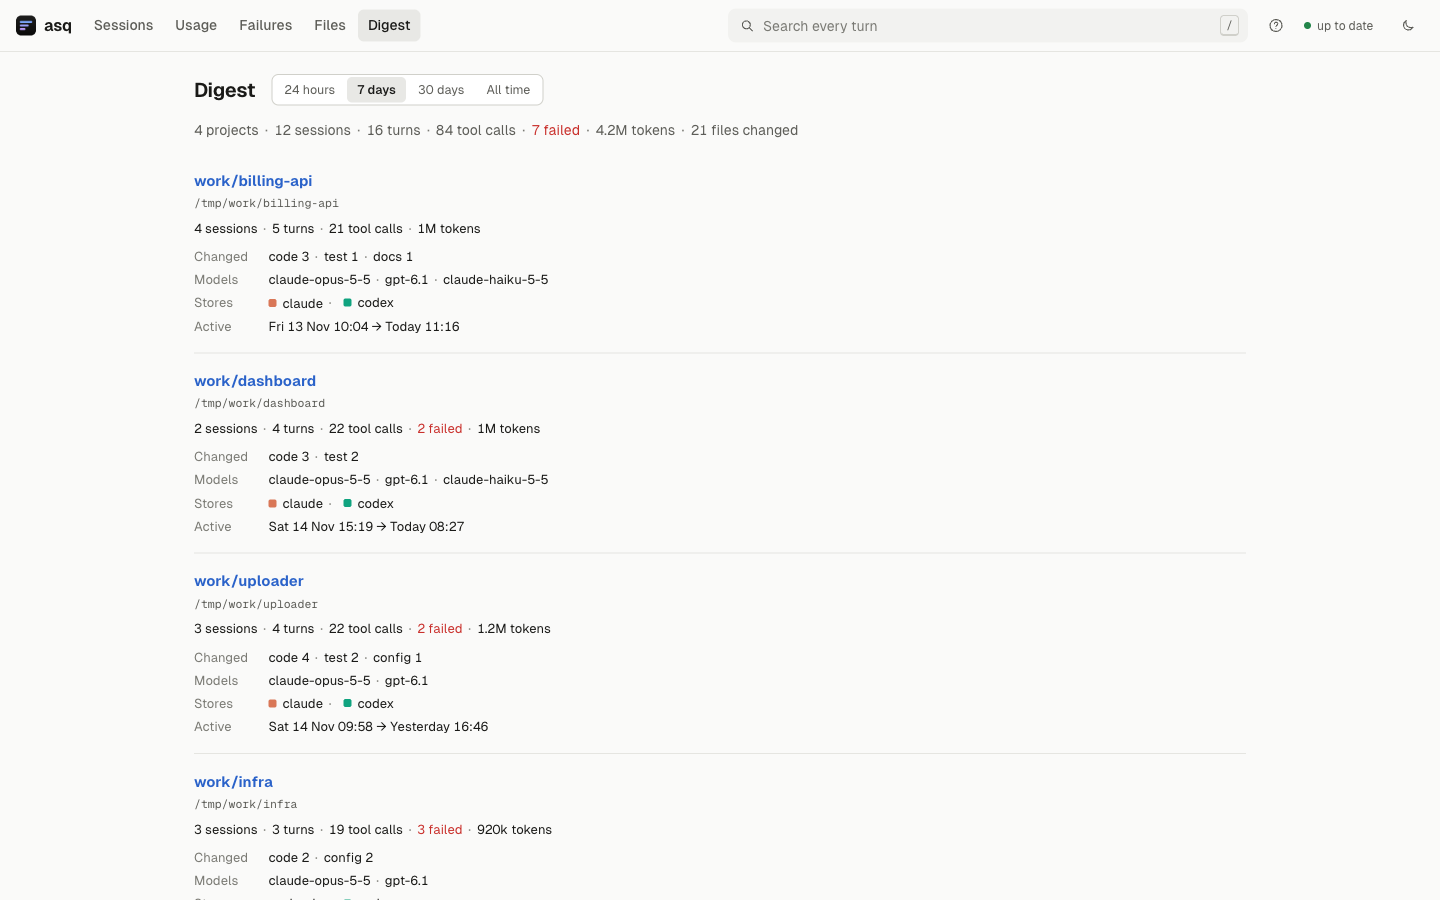 asq Sessions Usage Failures Files Digest Search every turn / up to date
Digest 24 hours 7 days 30 days All time
4 projects · 12 sessions · 16 turns · 84 tool calls · 7 failed · 4.2M tokens · 21 files changed
work/billing-api
/tmp/work/billing-api
4 sessions · 5 turns · 21 tool calls · 1M tokens
Changed code 3 · test 1 · docs 1
Models claude-opus-5-5 · gpt-6.1 · claude-haiku-5-5
Stores claude · codex
Active Fri 13 Nov 10:04 → Today 11:16
work/dashboard
/tmp/work/dashboard
2 sessions · 4 turns · 22 tool calls · 2 failed · 1M tokens
Changed code 3 · test 2
Models claude-opus-5-5 · gpt-6.1 · claude-haiku-5-5
Stores claude · codex
Active Sat 14 Nov 15:19 → Today 08:27
work/uploader
/tmp/work/uploader
3 sessions · 4 turns · 22 tool calls · 2 failed · 1.2M tokens
Changed code 4 · test 2 · config 1
Models claude-opus-5-5 · gpt-6.1
Stores claude · codex
Active Sat 14 Nov 09:58 → Yesterday 16:46
work/infra
/tmp/work/infra
3 sessions · 3 turns · 19 tool calls · 3 failed · 920k tokens
Changed code 2 · config 2
Models claude-opus-5-5 · gpt-6.1